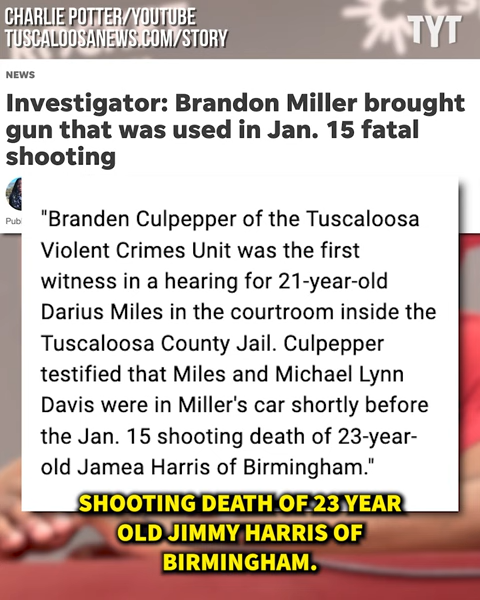 CHARLIE POTTER/YOUTUBE
TUSCALOOSANEWS.COM/STORY
TYT
NEWS
Investigator: Brandon Miller brought
gun that was used in Jan. 15 fatal
shooting
"Branden Culpepper of the Tuscaloosa
Violent Crimes Unit was the first
witness in a hearing for 21-year-old
Darius Miles in the courtroom inside the
Tuscaloosa County Jail. Culpepper
testified that Miles and Michael Lynn
Davis were in Miller's car shortly before
the Jan. 15 shooting death of 23-year-
old Jamea Harris of Birmingham."
SHOOTING DEATH OF 23 YEAR
OLD JIMMY HARRIS OF
BIRMINGHAM.